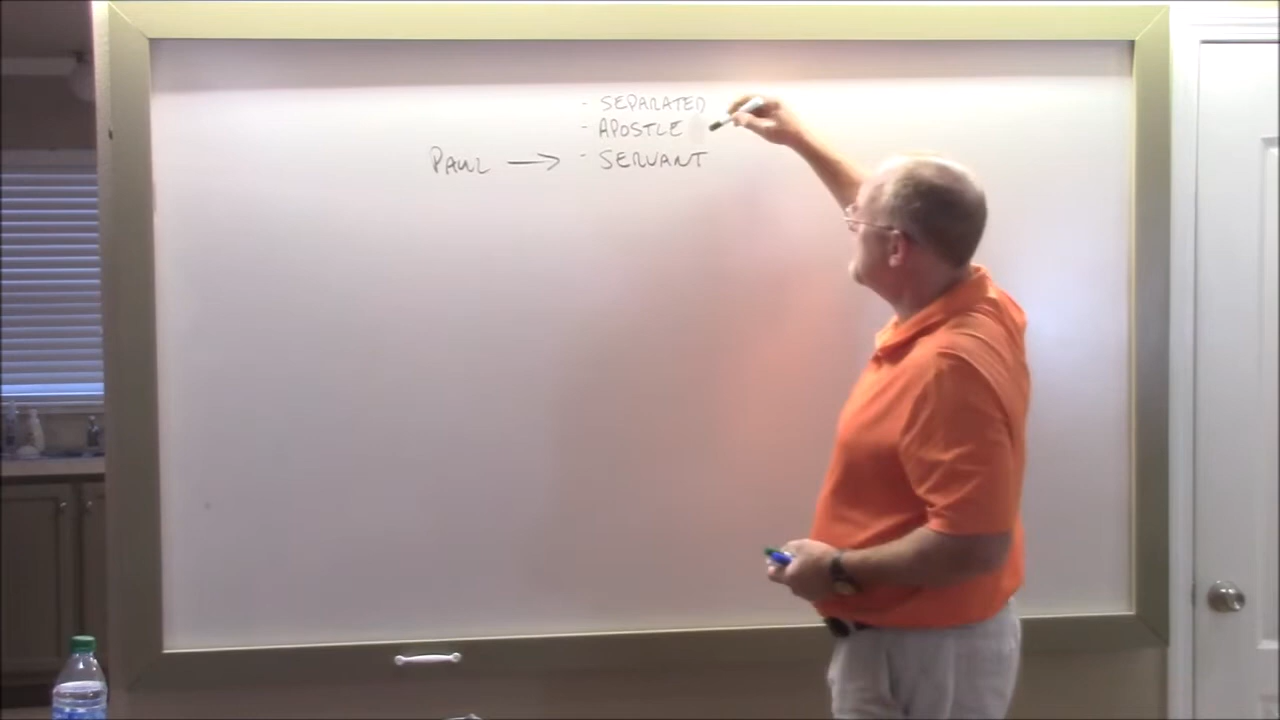 - SEPARATED
- APOSTLE
PAUL → - SERVANT